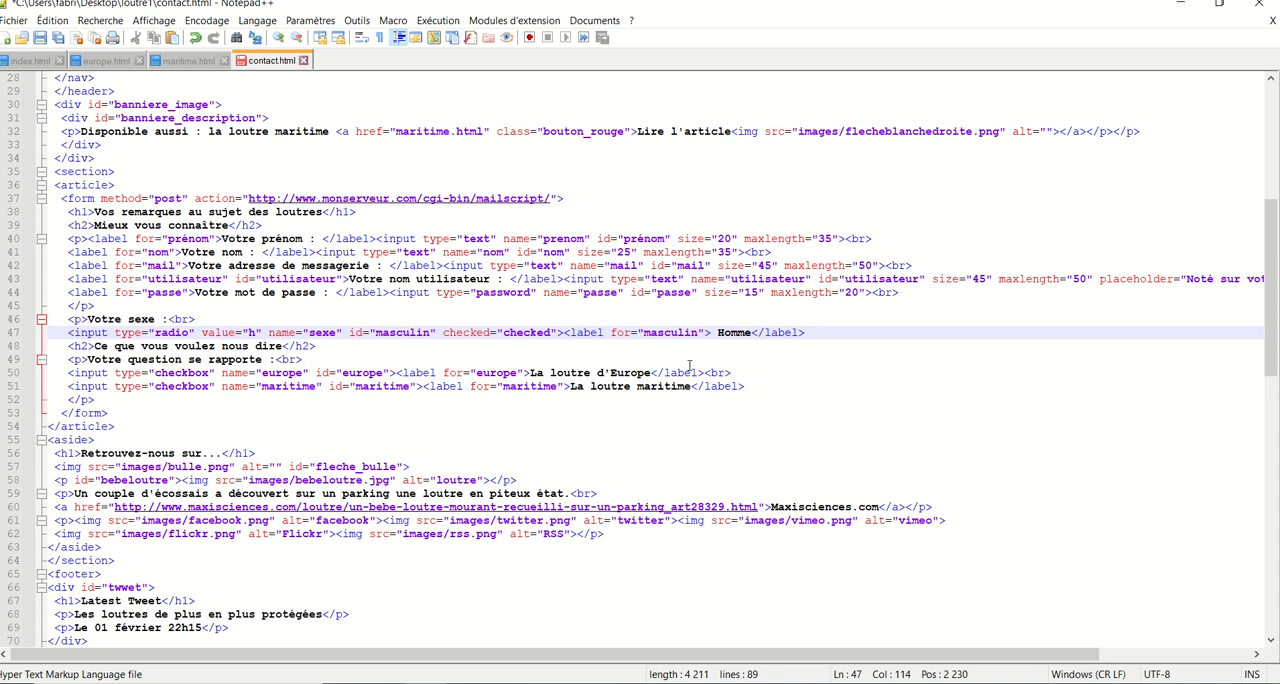 *C:\Users\fabri\Desktop\loutre1\contact.html - Notepad++
Fichier Édition Recherche Affichage Encodage Langage Paramètres Outils Macro Exécution Modules d'extension Documents ? X
index.html europe.html maritime.html contact.html
28 </nav>
29 </header>
30 <div id="banniere_image">
31 <div id="banniere_description">
32 <p>Disponible aussi : la loutre maritime <a href="maritime.html" class="bouton_rouge">Lire l'article<img src="images/flecheblanchedroite.png" alt=""></a></p></p>
33 </div>
34 </div>
35 <section>
36 <article>
37 <form method="post" action="http://www.monserveur.com/cgi-bin/mailscript/">
38 <h1>Vos remarques au sujet des loutres</h1>
39 <h2>Mieux vous connaître</h2>
40 <p><label for="prénom">Votre prénom : </label><input type="text" name="prenom" id="prénom" size="20" maxlength="35"><br>
41 <label for="nom">Votre nom : </label><input type="text" name="nom" id="nom" size="25" maxlength="35"><br>
42 <label for="mail">Votre adresse de messagerie : </label><input type="text" name="mail" id="mail" size="45" maxlength="50"><br>
43 <label for="utilisateur" id="utilisateur">Votre nom utilisateur : </label><input type="text" name="utilisateur" id="utilisateur" size="45" maxlength="50" placeholder="Noté sur vot
44 <label for="passe">Votre mot de passe : </label><input type="password" name="passe" id="passe" size="15" maxlength="20"><br>
45 </p>
46 <p>Votre sexe :<br>
47 <input type="radio" value="h" name="sexe" id="masculin" checked="checked"><label for="masculin"> Homme</label>
48 <h2>Ce que vous voulez nous dire</h2>
49 <p>Votre question se rapporte :<br>
50 <input type="checkbox" name="europe" id="europe"><label for="europe">La loutre d'Europe</label><br>
51 <input type="checkbox" name="maritime" id="maritime"><label for="maritime">La loutre maritime</label>
52 </p>
53 </form>
54 </article>
55 <aside>
56 <h1>Retrouvez-nous sur...</h1>
57 <img src="images/bulle.png" alt="" id="fleche_bulle">
58 <p id="bebeloutre"><img src="images/bebeloutre.jpg" alt="loutre"></p>
59 <p>Un couple d'écossais a découvert sur un parking une loutre en piteux état.<br>
60 <a href="http://www.maxisciences.com/loutre/un-bebe-loutre-mourant-recueilli-sur-un-parking_art28329.html">Maxisciences.com</a></p>
61 <p><img src="images/facebook.png" alt="facebook"><img src="images/twitter.png" alt="twitter"><img src="images/vimeo.png" alt="vimeo">
62 <img src="images/flickr.png" alt="Flickr"><img src="images/rss.png" alt="RSS"></p>
63 </aside>
64 </section>
65 <footer>
66 <div id="twwet">
67 <h1>Latest Tweet</h1>
68 <p>Les loutres de plus en plus protégées</p>
69 <p>Le 01 février 22h15</p>
70 </div>
Hyper Text Markup Language file length : 4 211 lines : 89 Ln : 47 Col : 114 Pos : 2 230 Windows (CR LF) UTF-8 INS